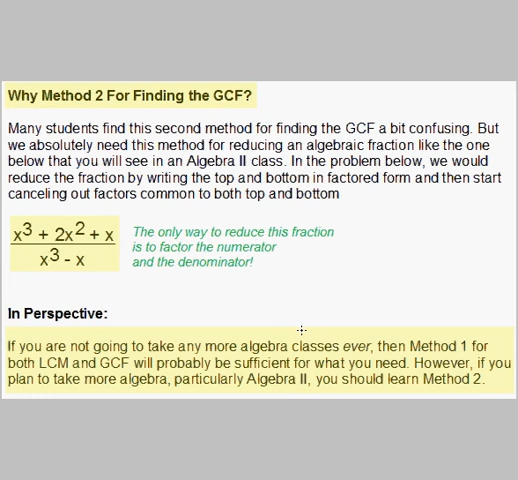 Why Method 2 For Finding the GCF?
Many students find this second method for finding the GCF a bit confusing. But
we absolutely need this method for reducing an algebraic fraction like the one
below that you will see in an Algebra II class. In the problem below, we would
reduce the fraction by writing the top and bottom in factored form and then start
canceling out factors common to both top and bottom
x³ + 2x² + x
x³ - x
The only way to reduce this fraction
is to factor the numerator
and the denominator!
In Perspective:
If you are not going to take any more algebra classes ever, then Method 1 for
both LCM and GCF will probably be sufficient for what you need. However, if you
plan to take more algebra, particularly Algebra II, you should learn Method 2.